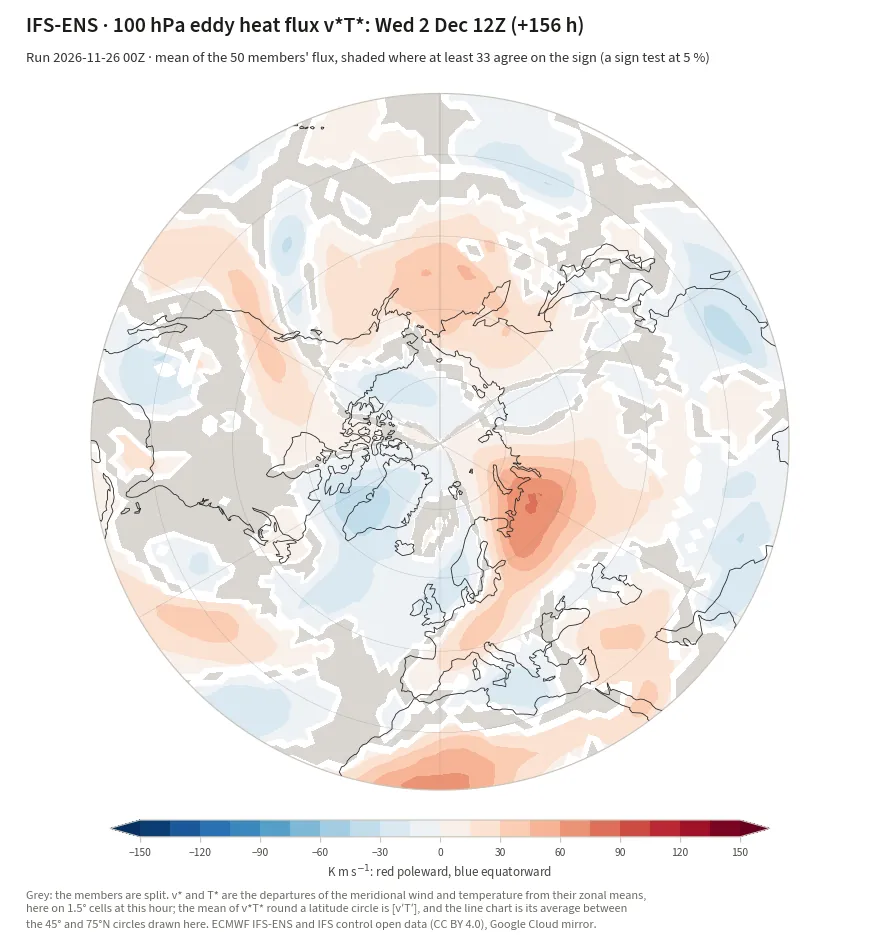 IFS-ENS · 100 hPa eddy heat flux v*T*: Wed 2 Dec 12Z (+156 h)
Run 2026-11-26 00Z · mean of the 50 members' flux, shaded where at least 33 agree on the sign (a sign test at 5 %)
−150 −120 −90 −60 −30 0 30 60 90 120 150
K m s⁻¹: red poleward, blue equatorward
Grey: the members are split. v* and T* are the departures of the meridional wind and temperature from their zonal means,
here on 1.5° cells at this hour; the mean of v*T* round a latitude circle is [v′T′], and the line chart is its average between
the 45° and 75°N circles drawn here. ECMWF IFS-ENS and IFS control open data (CC BY 4.0), Google Cloud mirror.